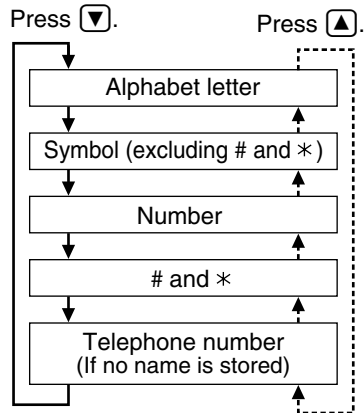 Press [▼].
Press [▲].
Alphabet letter
Symbol (excluding # and ✳)
Number
# and ✳
Telephone number
(If no name is stored)